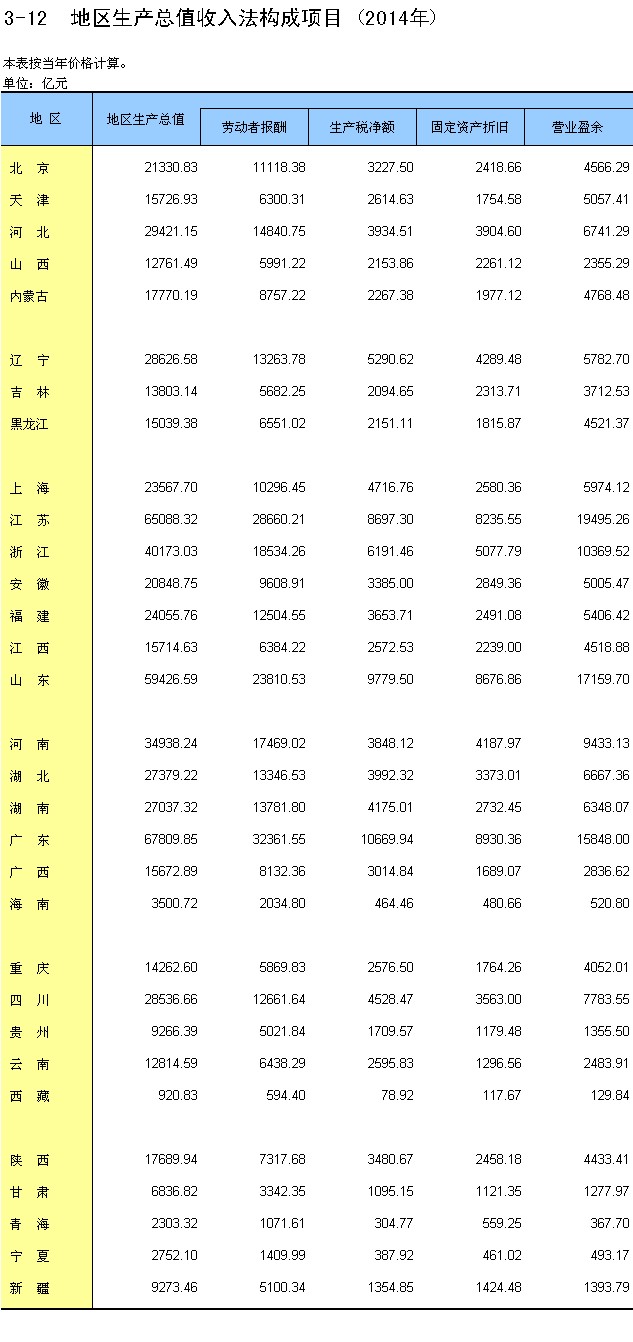 3-12 地区生产总值收入法构成项目 (2014年)
本表按当年价格计算。
单位: 亿元
地 区 地区生产总值 劳动者报酬 生产税净额 固定资产折旧 营业盈余
北 京 21330.83 11118.38 3227.50 2418.66 4566.29
天 津 15726.93 6300.31 2614.63 1754.58 5057.41
河 北 29421.15 14840.75 3934.51 3904.60 6741.29
山 西 12761.49 5991.22 2153.86 2261.12 2355.29
内蒙古 17770.19 8757.22 2267.38 1977.12 4768.48
辽 宁 28626.58 13263.78 5290.62 4289.48 5782.70
吉 林 13803.14 5682.25 2094.65 2313.71 3712.53
黑龙江 15039.38 6551.02 2151.11 1815.87 4521.37
上 海 23567.70 10296.45 4716.76 2580.36 5974.12
江 苏 65088.32 28660.21 8697.30 8235.55 19495.26
浙 江 40173.03 18534.26 6191.46 5077.79 10369.52
安 徽 20848.75 9608.91 3385.00 2849.36 5005.47
福 建 24055.76 12504.55 3653.71 2491.08 5406.42
江 西 15714.63 6384.22 2572.53 2239.00 4518.88
山 东 59426.59 23810.53 9779.50 8676.86 17159.70
河 南 34938.24 17469.02 3848.12 4187.97 9433.13
湖 北 27379.22 13346.53 3992.32 3373.01 6667.36
湖 南 27037.32 13781.80 4175.01 2732.45 6348.07
广 东 67809.85 32361.55 10669.94 8930.36 15848.00
广 西 15672.89 8132.36 3014.84 1689.07 2836.62
海 南 3500.72 2034.80 464.46 480.66 520.80
重 庆 14262.60 5869.83 2576.50 1764.26 4052.01
四 川 28536.66 12661.64 4528.47 3563.00 7783.55
贵 州 9266.39 5021.84 1709.57 1179.48 1355.50
云 南 12814.59 6438.29 2595.83 1296.56 2483.91
西 藏 920.83 594.40 78.92 117.67 129.84
陕 西 17689.94 7317.68 3480.67 2458.18 4433.41
甘 肃 6836.82 3342.35 1095.15 1121.35 1277.97
青 海 2303.32 1071.61 304.77 559.25 367.70
宁 夏 2752.10 1409.99 387.92 461.02 493.17
新 疆 9273.46 5100.34 1354.85 1424.48 1393.79